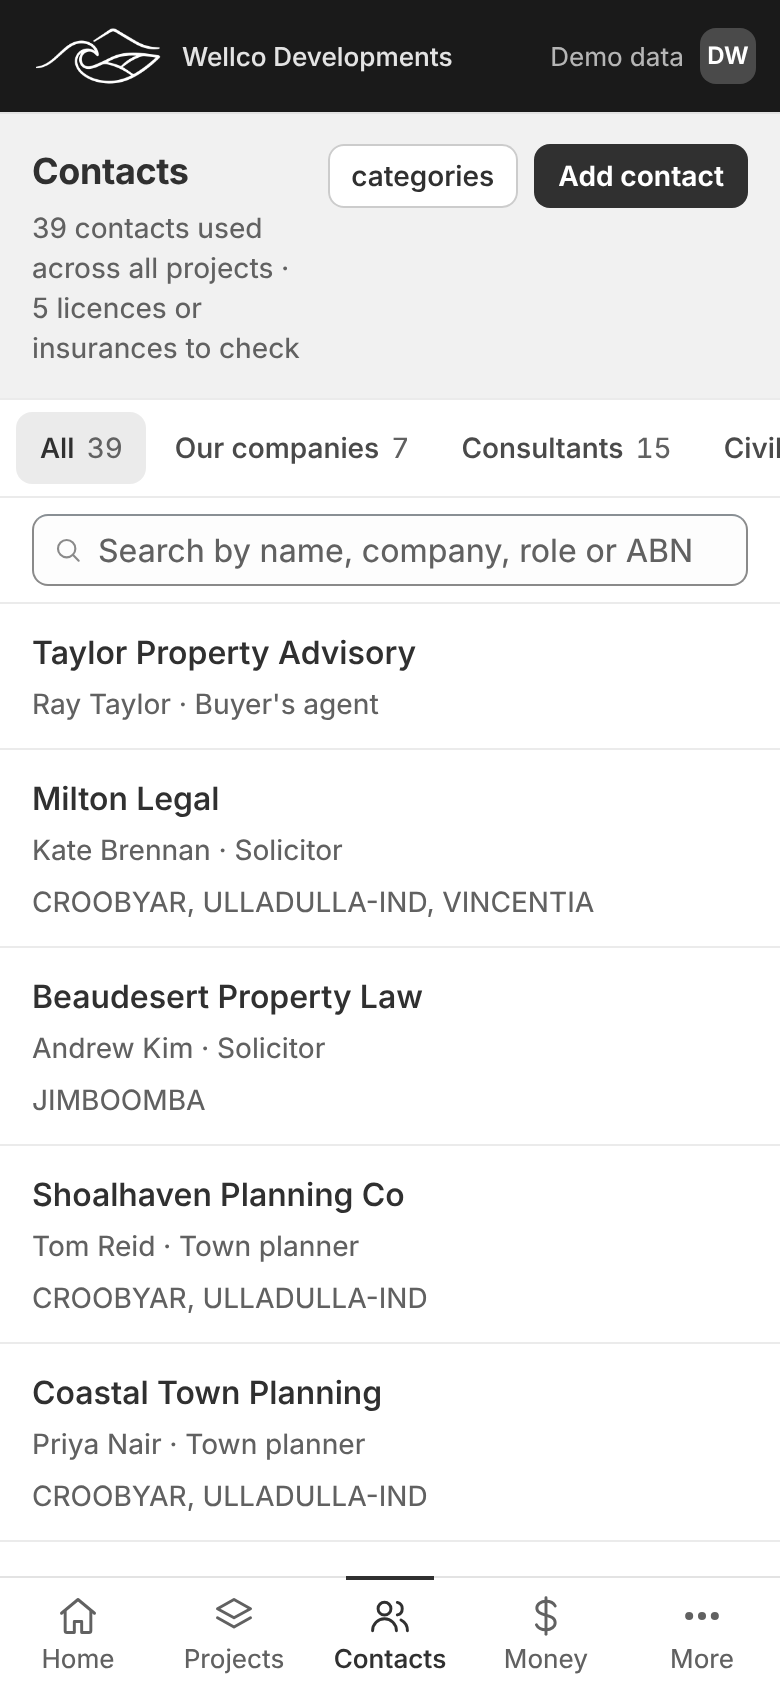 Wellco Developments
Demo data
DW
Contacts
categories
Add contact
39 contacts used
across all projects ·
5 licences or
insurances to check
All 39
Our companies 7
Consultants 15
Civil
Search by name, company, role or ABN
Taylor Property Advisory
Ray Taylor · Buyer's agent
Milton Legal
Kate Brennan · Solicitor
CROOBYAR, ULLADULLA-IND, VINCENTIA
Beaudesert Property Law
Andrew Kim · Solicitor
JIMBOOMBA
Shoalhaven Planning Co
Tom Reid · Town planner
CROOBYAR, ULLADULLA-IND
Coastal Town Planning
Priya Nair · Town planner
CROOBYAR, ULLADULLA-IND
Home
Projects
Contacts
Money
More